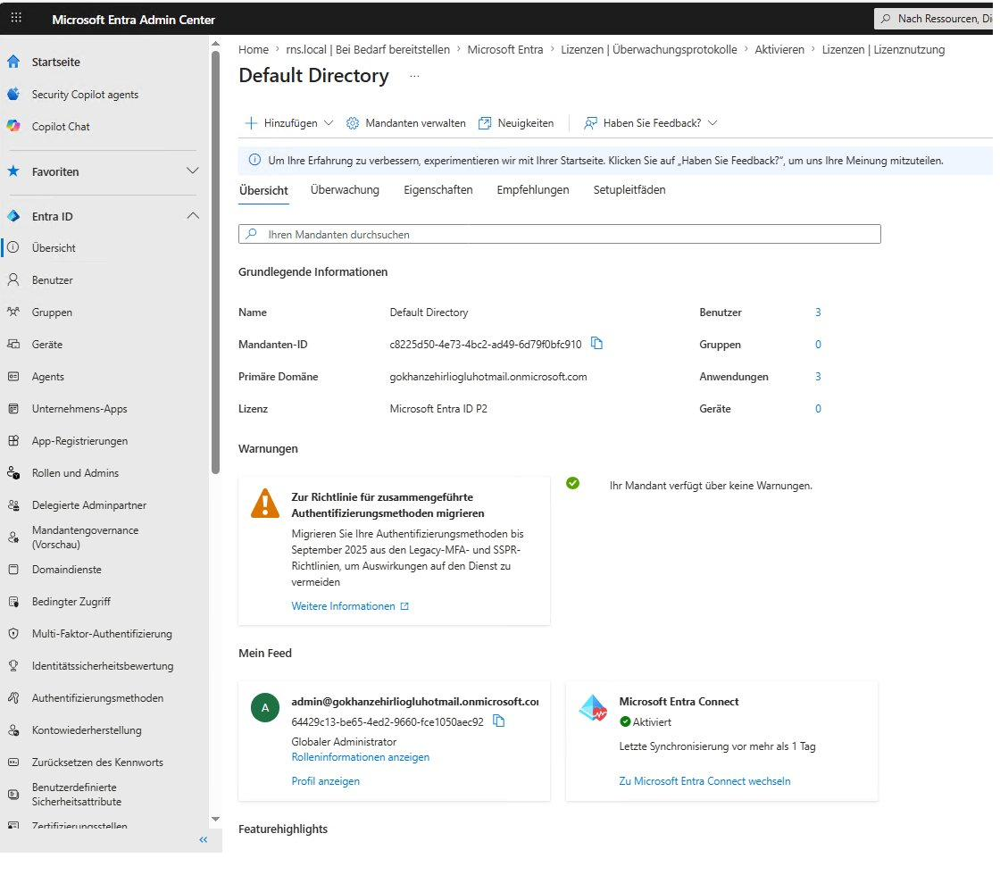 Microsoft Entra Admin Center
Nach Ressourcen,
Startseite
Security Copilot agents
Copilot Chat
Favoriten
Entra ID
Übersicht
Benutzer
Gruppen
Geräte
Agents
Unternehmens-Apps
App-Registrierungen
Rollen und Admins
Delegierte Adminpartner
Mandantengovernance
(Vorschau)
Domaindienste
Bedingter Zugriff
Multi-Faktor-Authentifizierung
Identitätssicherheitsbewertung
Authentifizierungsmethoden
Kontowiederherstellung
Zurücksetzen des Kennworts
Benutzerdefinierte
Sicherheitsattribute
Zertifizierungsstellen
Home > rns.local | Bei Bedarf bereitstellen > Microsoft Entra > Lizenzen | Überwachungsprotokolle > Aktivieren > Lizenzen | Lizenznutzung
Default Directory ...
Hinzufügen Mandanten verwalten Neuigkeiten Haben Sie Feedback?
Um Ihre Erfahrung zu verbessern, experimentieren wir mit Ihrer Startseite. Klicken Sie auf „Haben Sie Feedback?“, um uns Ihre Meinung mitzuteilen.
Übersicht Überwachung Eigenschaften Empfehlungen Setupleitfäden
Ihren Mandanten durchsuchen
Grundlegende Informationen
Name Default Directory Benutzer 3
Mandanten-ID c8225d50-4e73-4bc2-ad49-6d79f0bfc910 Gruppen 0
Primäre Domäne gokhanzehirliogluhotmail.onmicrosoft.com Anwendungen 3
Lizenz Microsoft Entra ID P2 Geräte 0
Warnungen
Zur Richtlinie für zusammengeführte
Authentifizierungsmethoden migrieren
Migrieren Sie Ihre Authentifizierungsmethoden bis
September 2025 aus den Legacy-MFA- und SSPR-
Richtlinien, um Auswirkungen auf den Dienst zu
vermeiden
Weitere Informationen
Ihr Mandant verfügt über keine Warnungen.
Mein Feed
A
admin@gokhanzehirliogluhotmail.onmicrosoft.co
64429c13-be65-4ed2-9660-fce1050aec92
Globaler Administrator
Rolleninformationen anzeigen
Profil anzeigen
Microsoft Entra Connect
Aktiviert
Letzte Synchronisierung vor mehr als 1 Tag
Zu Microsoft Entra Connect wechseln
Featurehighlights